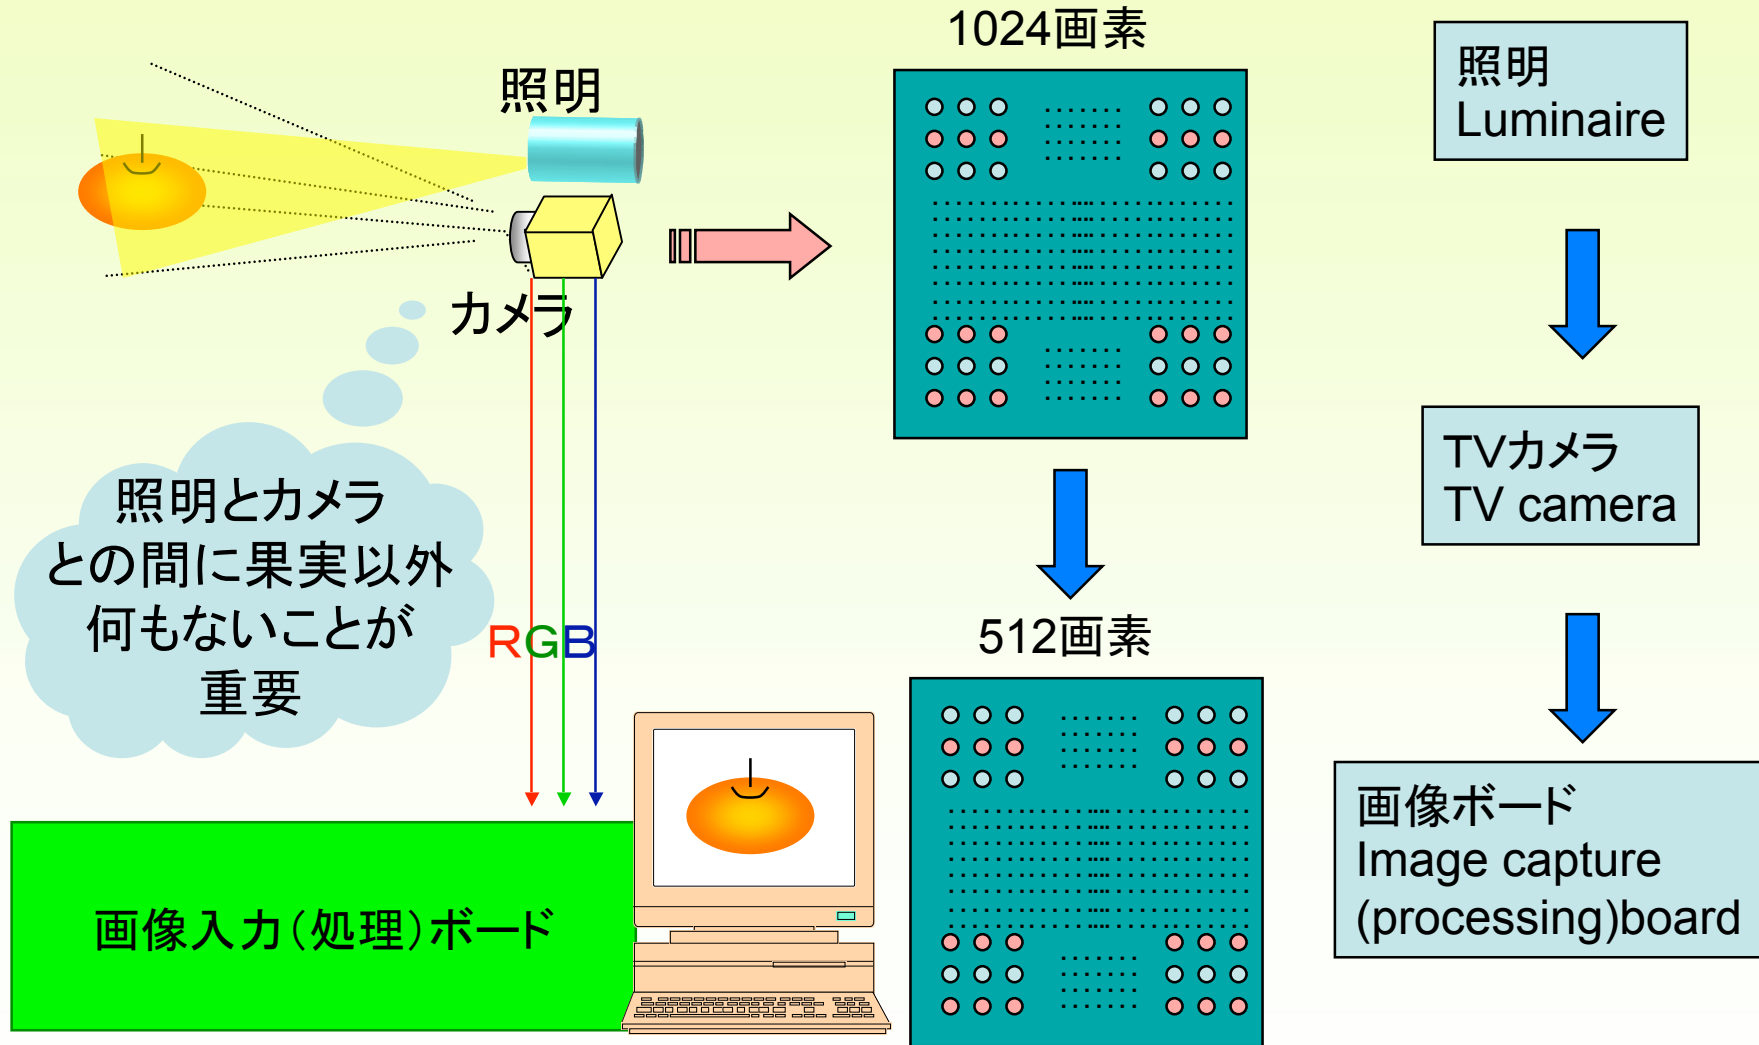 1024画素
照明
照明
Luminaire
カメラ
TVカメラ
TV camera
照明とカメラ
との間に果実以外
何もないことが
重要
RGB
512画素
画像ボード
Image capture
(processing)board
画像入力(処理)ボード